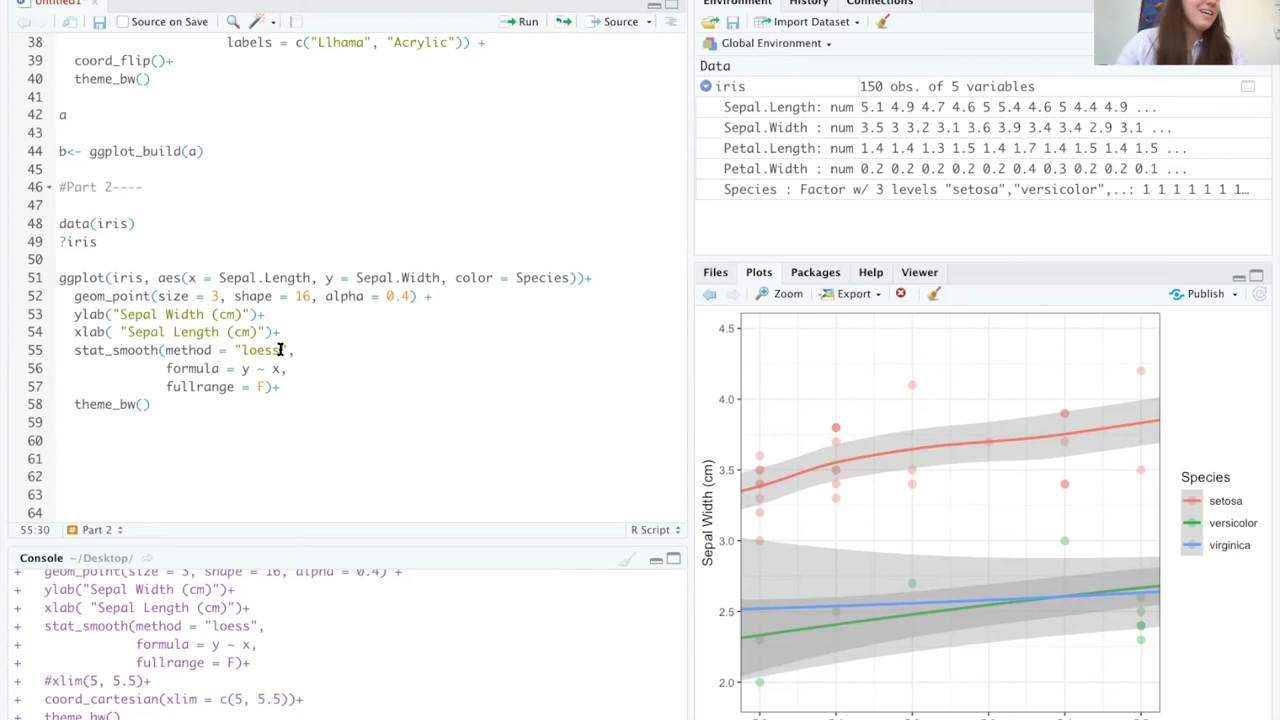 Untitled1*
Source on Save
Run
Source
38 labels = c("Llhama", "Acrylic")) +
39 coord_flip()+
40 theme_bw()
41
42 a
43
44 b<- ggplot_build(a)
45
46 #Part 2----
47
48 data(iris)
49 ?iris
50
51 ggplot(iris, aes(x = Sepal.Length, y = Sepal.Width, color = Species))+
52 geom_point(size = 3, shape = 16, alpha = 0.4) +
53 ylab("Sepal Width (cm)")+
54 xlab( "Sepal Length (cm)")+
55 stat_smooth(method = "loess",
56 formula = y ~ x,
57 fullrange = F)+
58 theme_bw()
59
60
61
62
63
64
55:30 # Part 2 R Script
Console ~/Desktop/
+ geom_point(size = 3, shape = 16, alpha = 0.4) +
+ ylab("Sepal Width (cm)")+
+ xlab( "Sepal Length (cm)")+
+ stat_smooth(method = "loess",
+ formula = y ~ x,
+ fullrange = F)+
+ #xlim(5, 5.5)+
+ coord_cartesian(xlim = c(5, 5.5))+
+ theme_bw()
Environment History Connections
Import Dataset
Global Environment
Data
iris 150 obs. of 5 variables
Sepal.Length: num 5.1 4.9 4.7 4.6 5 5.4 4.6 5 4.4 4.9 ...
Sepal.Width : num 3.5 3 3.2 3.1 3.6 3.9 3.4 3.4 2.9 3.1 ...
Petal.Length: num 1.4 1.4 1.3 1.5 1.4 1.7 1.4 1.5 1.4 1.5 ...
Petal.Width : num 0.2 0.2 0.2 0.2 0.2 0.4 0.3 0.2 0.2 0.1 ...
Species : Factor w/ 3 levels "setosa","versicolor",..: 1 1 1 1 1 1 1...
Files Plots Packages Help Viewer
Zoom Export Publish
4.5
4.0
3.5
3.0
2.5
2.0
Sepal Width (cm)
Species
setosa
versicolor
virginica